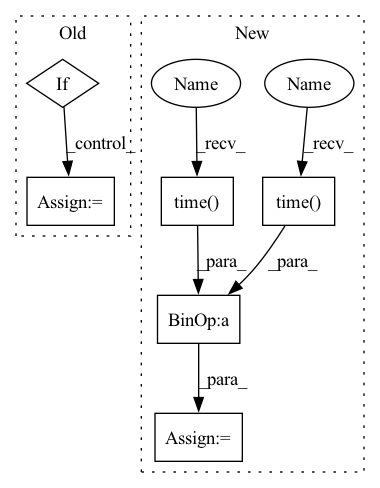 Old
New
If
Name
Name
_control_
_recv_
_recv_
Assign:=
time()
time()
_para_
_para_
BinOp:a
_para_
Assign:=